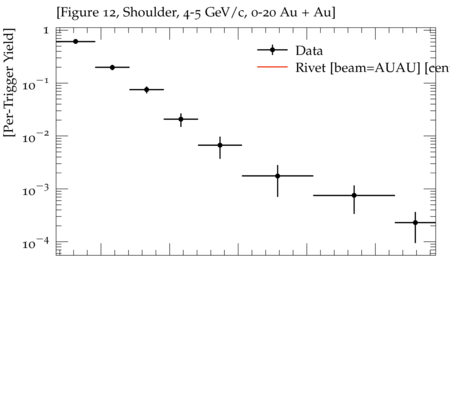 [Figure 12, Shoulder, 4-5 GeV/c, 0-20 Au + Au]
[Per-Trigger Yield]
1
10⁻¹
10⁻²
10⁻³
10⁻⁴
Data
Rivet [beam=AUAU] [cen